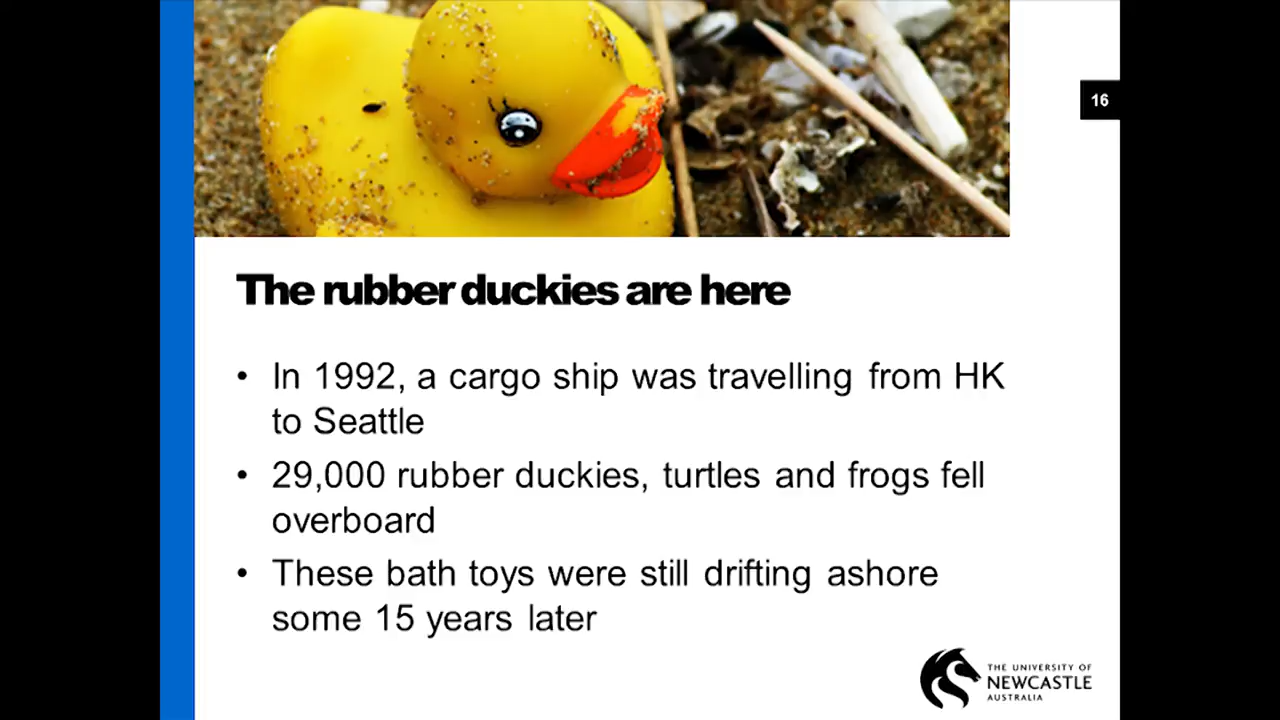 16
The rubber duckies are here
• In 1992, a cargo ship was travelling from HK
to Seattle
• 29,000 rubber duckies, turtles and frogs fell
overboard
• These bath toys were still drifting ashore
some 15 years later
THE UNIVERSITY OF
NEWCASTLE
AUSTRALIA